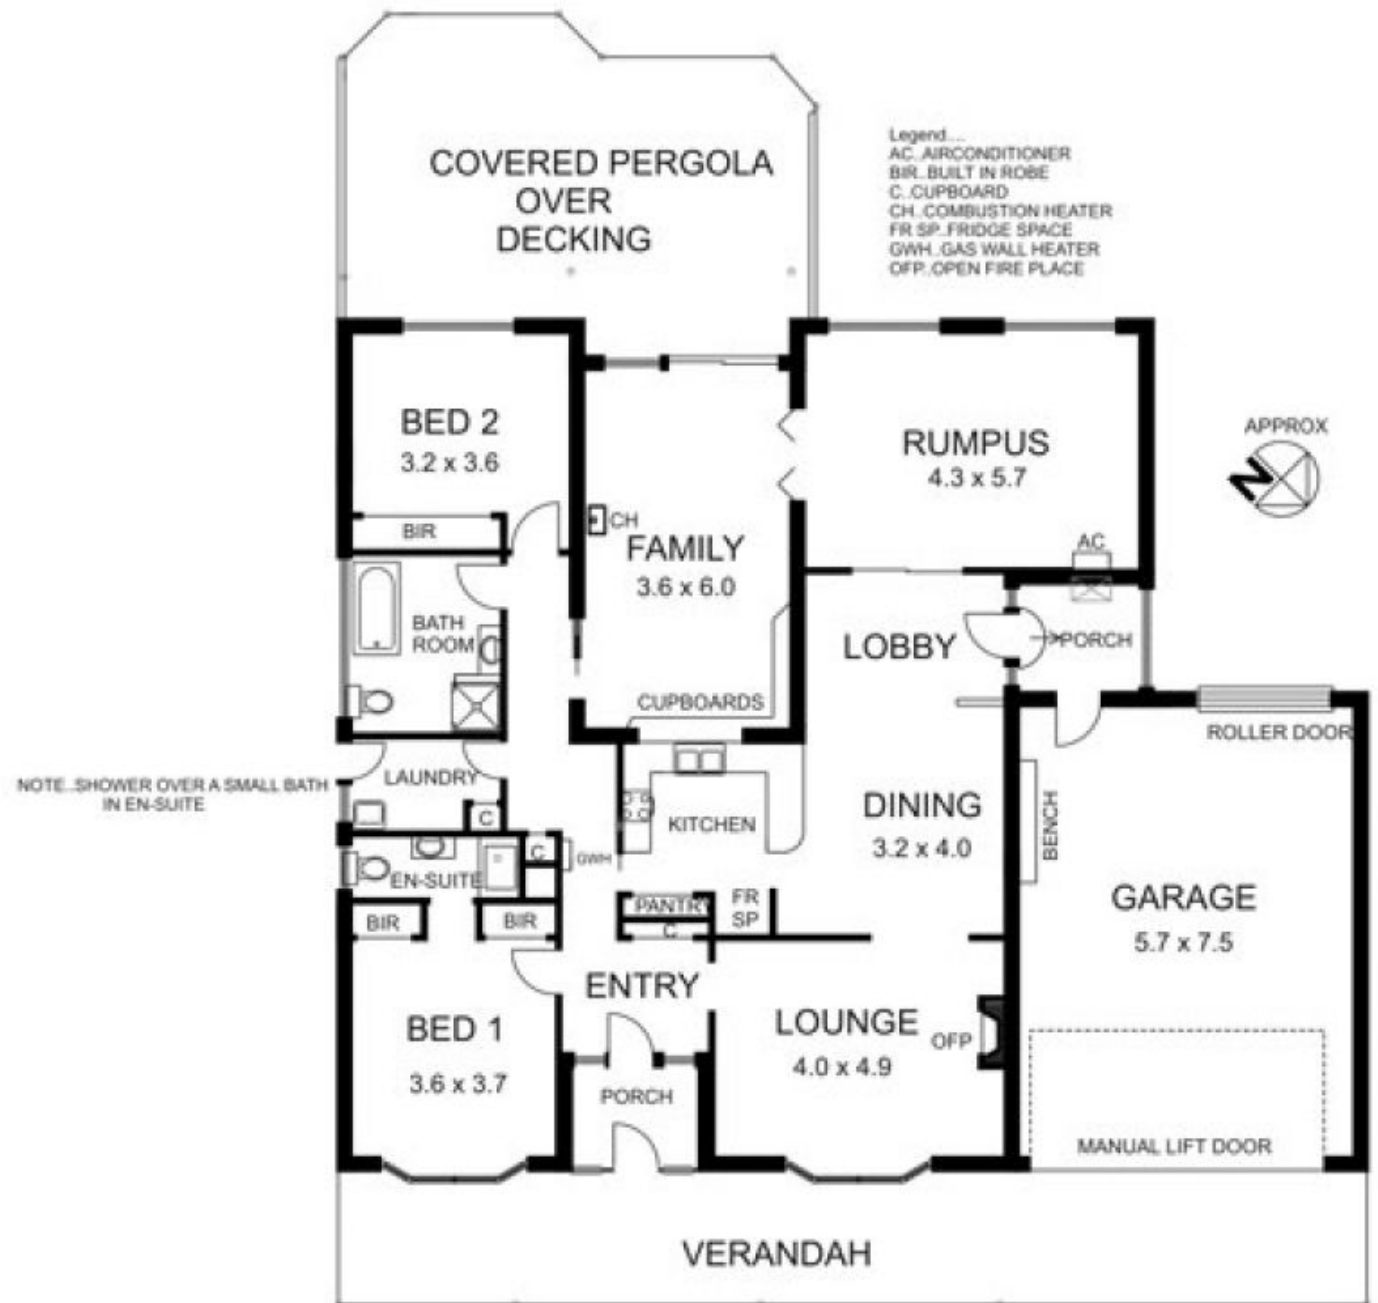 COVERED PERGOLA
OVER
DECKING
Legend....
AC..AIRCONDITIONER
BIR..BUILT IN ROBE
C..CUPBOARD
CH..COMBUSTION HEATER
FR SP..FRIDGE SPACE
GWH..GAS WALL HEATER
OFP..OPEN FIRE PLACE
BED 2
3.2 x 3.6
BIR
CH
FAMILY
3.6 x 6.0
RUMPUS
4.3 x 5.7
AC
APPROX
N
BATH
ROOM
LOBBY
PORCH
CUPBOARDS
ROLLER DOOR
LAUNDRY
NOTE..SHOWER OVER A SMALL BATH
IN EN-SUITE
C
KITCHEN
DINING
3.2 x 4.0
BENCH
C
GWH
EN-SUITE
GARAGE
5.7 x 7.5
BIR
BIR
PANTRY
C
FR
SP
ENTRY
BED 1
3.6 x 3.7
LOUNGE
4.0 x 4.9
OFP
PORCH
MANUAL LIFT DOOR
VERANDAH